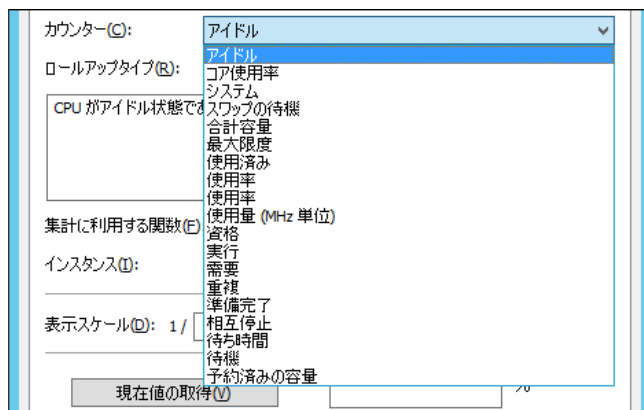 カウンター(C):
アイドル
ロールアップタイプ(R):
アイドル
コア使用率
システム
CPU がアイドル状態であ
スワップの待機
合計容量
最大限度
使用済み
使用率
使用率
使用量 (MHz 単位)
集計に利用する関数(F)
資格
実行
インスタンス(I):
需要
重複
準備完了
表示スケール(D): 1 /
相互停止
待ち時間
待機
予約済みの容量
現在値の取得(V)
%